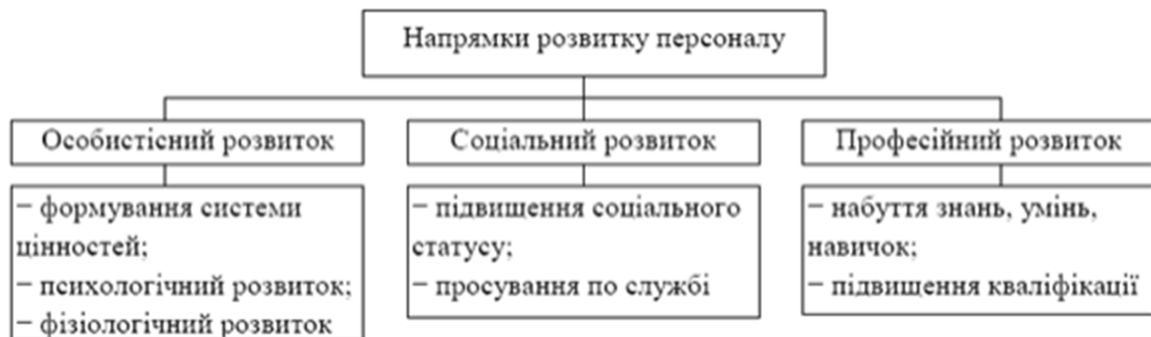 Напрямки розвитку персоналу
Особистісний розвиток
Соціальний розвиток
Професійний розвиток
− формування системи
цінностей;
− психологічний розвиток;
− фізіологічний розвиток
− підвищення соціального
статусу;
− просування по службі
− набуття знань, умінь,
навичок;
− підвищення кваліфікації